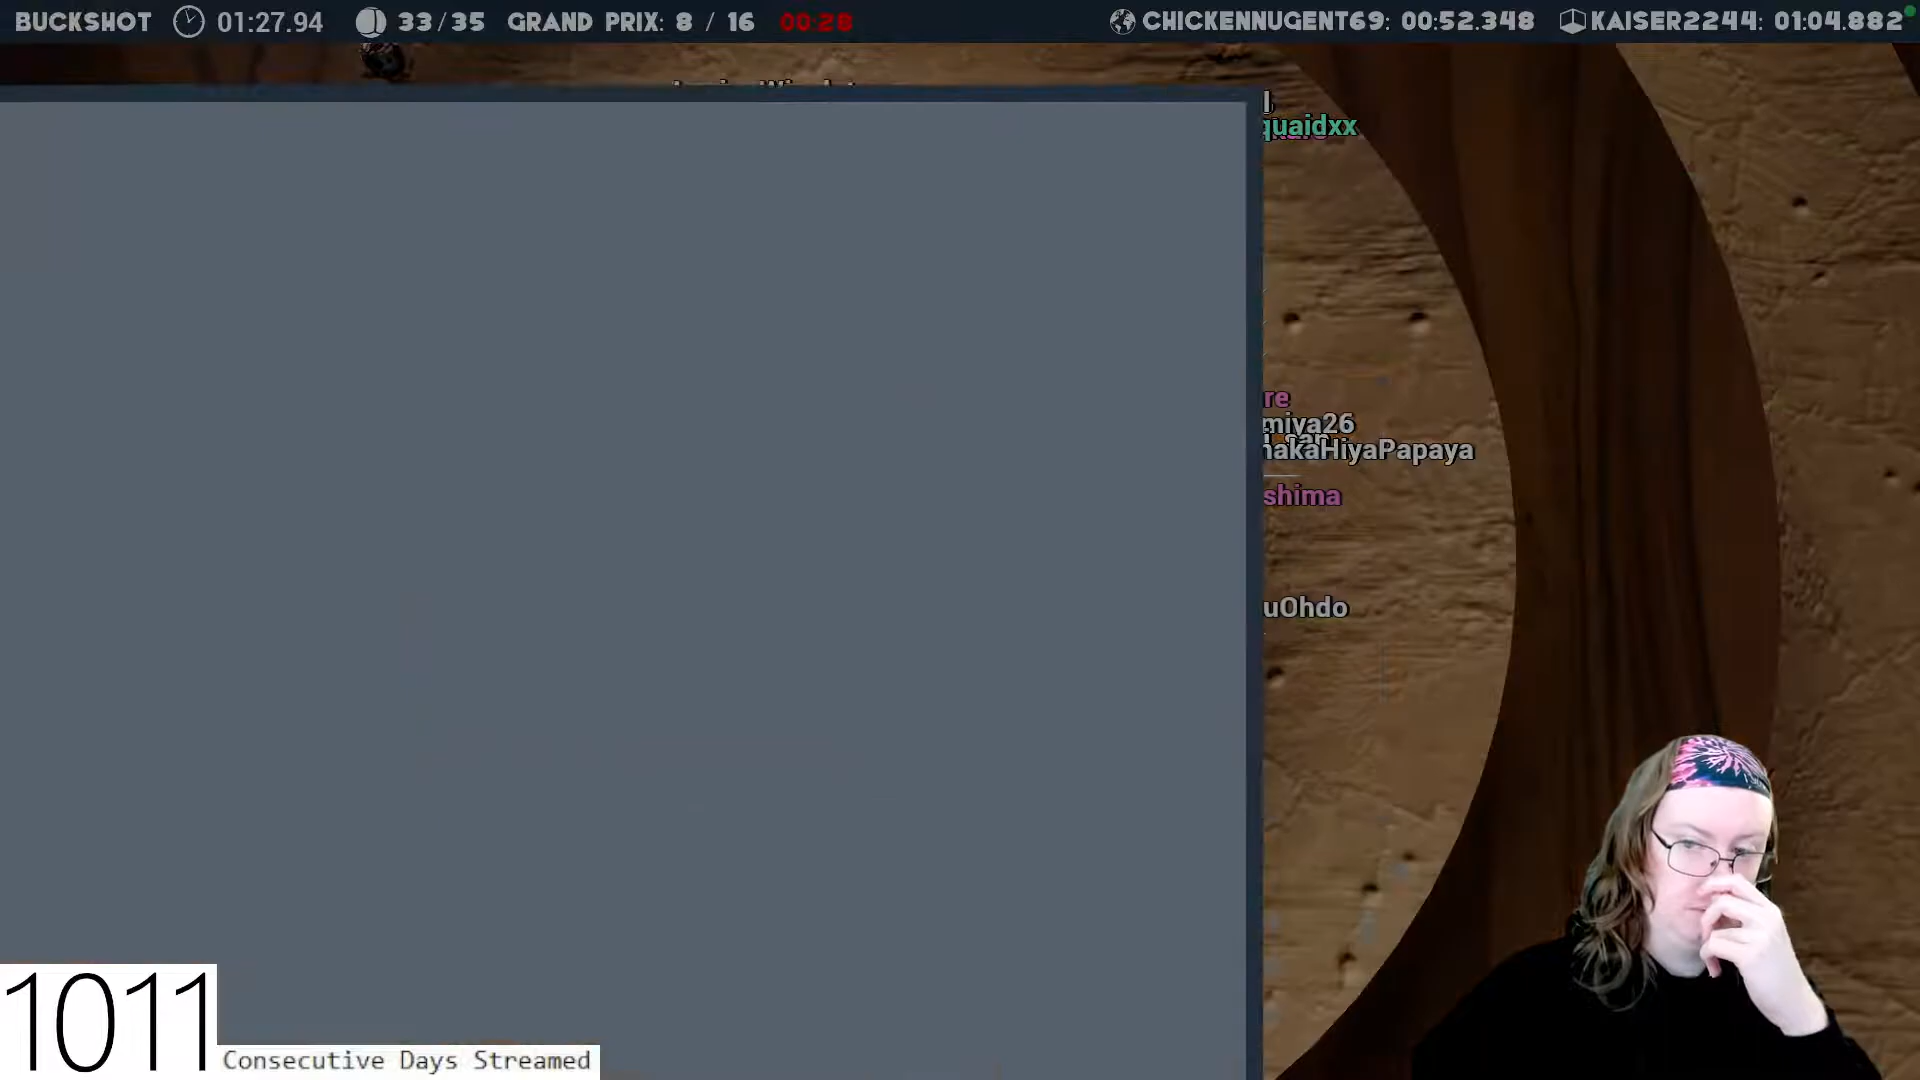 BUCKSHOT 01:27.94 33/35 GRAND PRIX: 8 / 16 00:28 CHICKENNUGENT69: 00:52.348 KAISER2244: 01:04.882
quaidxx
re
miya26
nakaHiyaPapaya
shima
uOhdo
1011
Consecutive Days Streamed